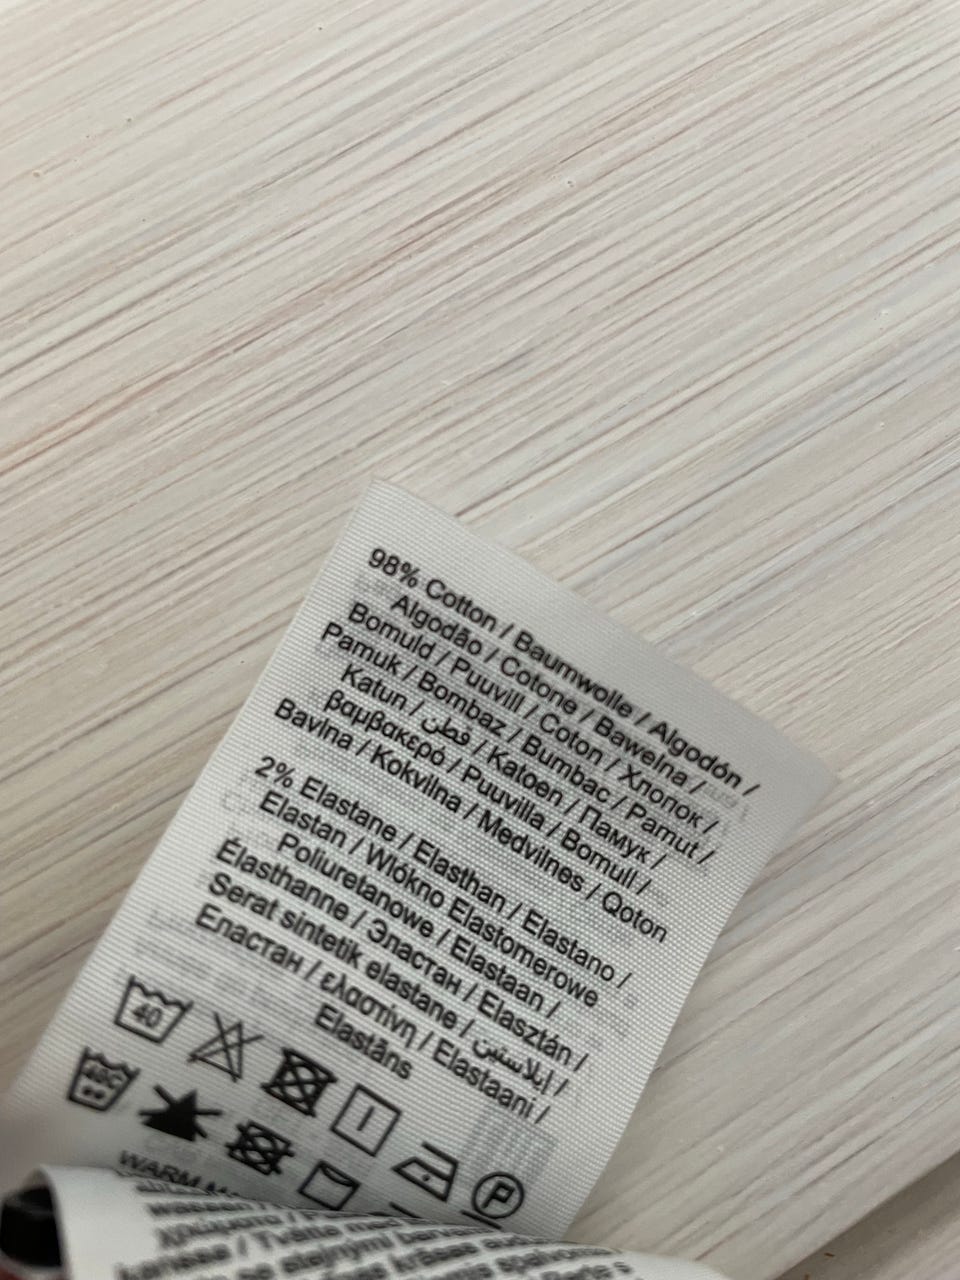 98% Cotton / Baumwolle / Algodón /
Algodão / Cotone / Bawełna /
Bomuld / Puuvill / Coton / Хлопок /
Pamuk / Bombaz / Bumbac / Pamut /
Katun / قطن / Katoen / Памук /
βαμβακερό / Puuvilla / Bomull /
Bavlna / Kokvilna / Medvilnės / Qoton
2% Elastane / Elasthan / Elastano /
Elastan / Włókno Elastomerowe
Poliuretanowe / Elastaan /
Élasthanne / Эластан / Elasztán /
Serat sintetik elastane / إيلاستين /
Еластан / ελαστίνη / Elastaani /
Elastāns
40
P
40C
WARM